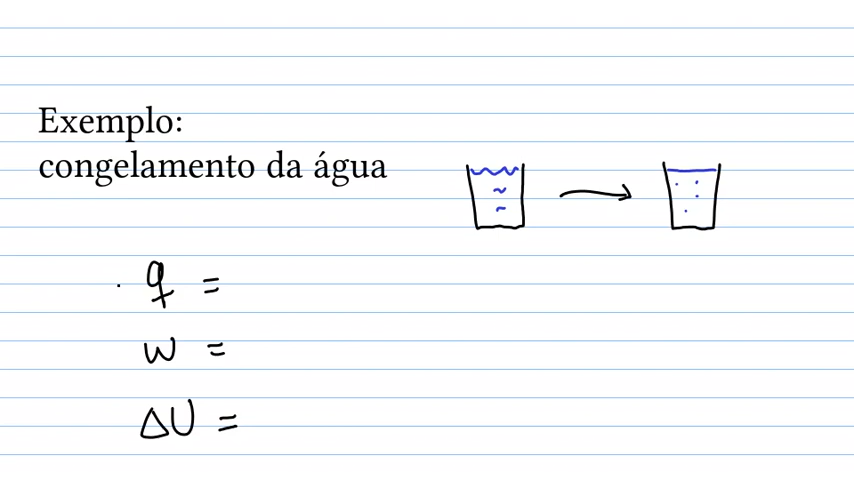 Exemplo:
congelamento da água
q =
w =
ΔU =